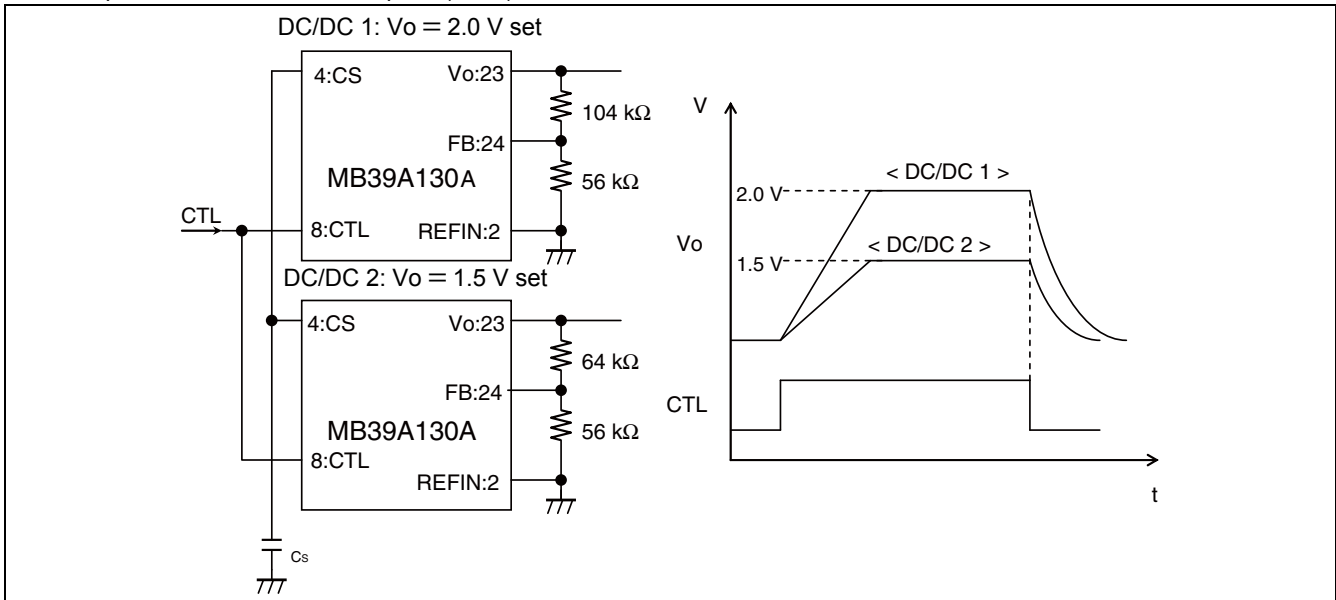 DC/DC 1: Vo = 2.0 V set
4:CS
Vo:23
104 kΩ
FB:24
MB39A130A
56 kΩ
CTL
8:CTL
REFIN:2
DC/DC 2: Vo = 1.5 V set
4:CS
Vo:23
64 kΩ
FB:24
MB39A130A
56 kΩ
8:CTL
REFIN:2
Cs
V
< DC/DC 1 >
2.0 V
Vo
< DC/DC 2 >
1.5 V
CTL
t